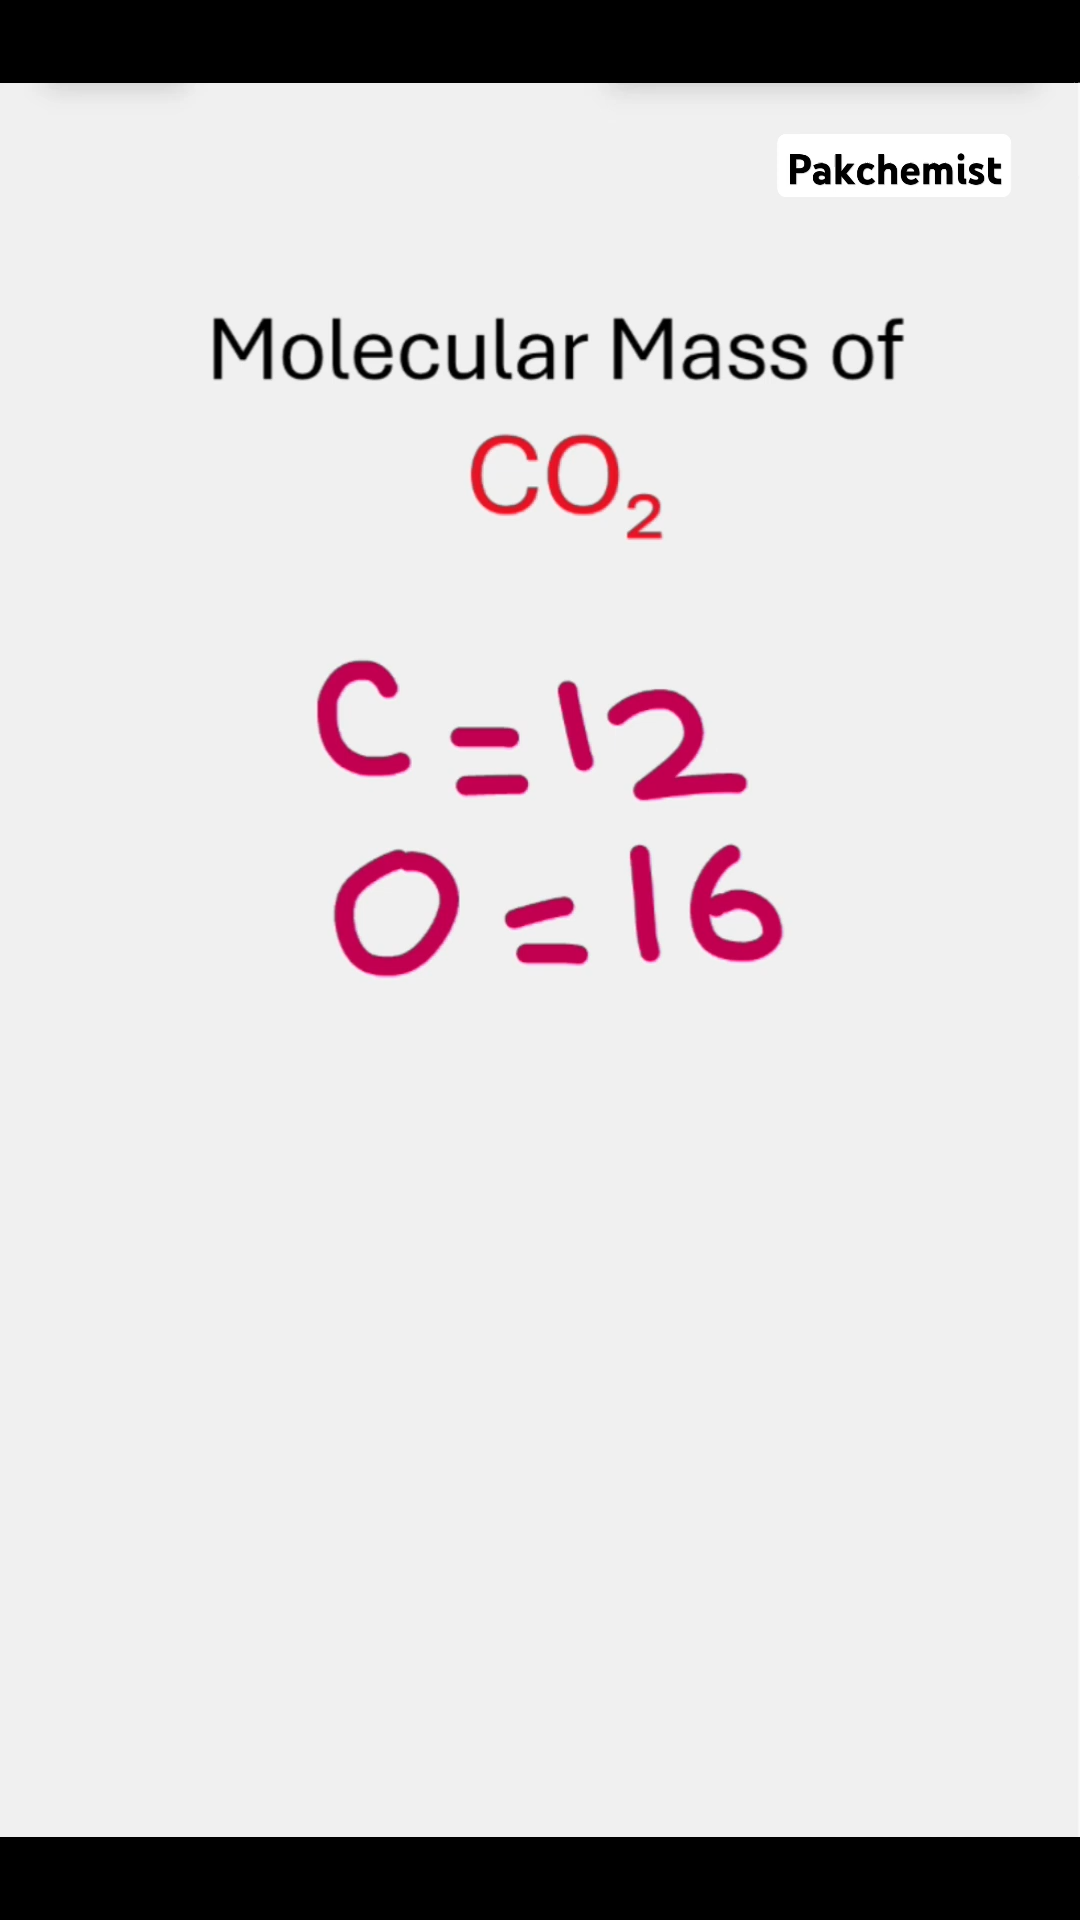 Pakchemist
Molecular Mass of
CO₂
C = 12
O = 16